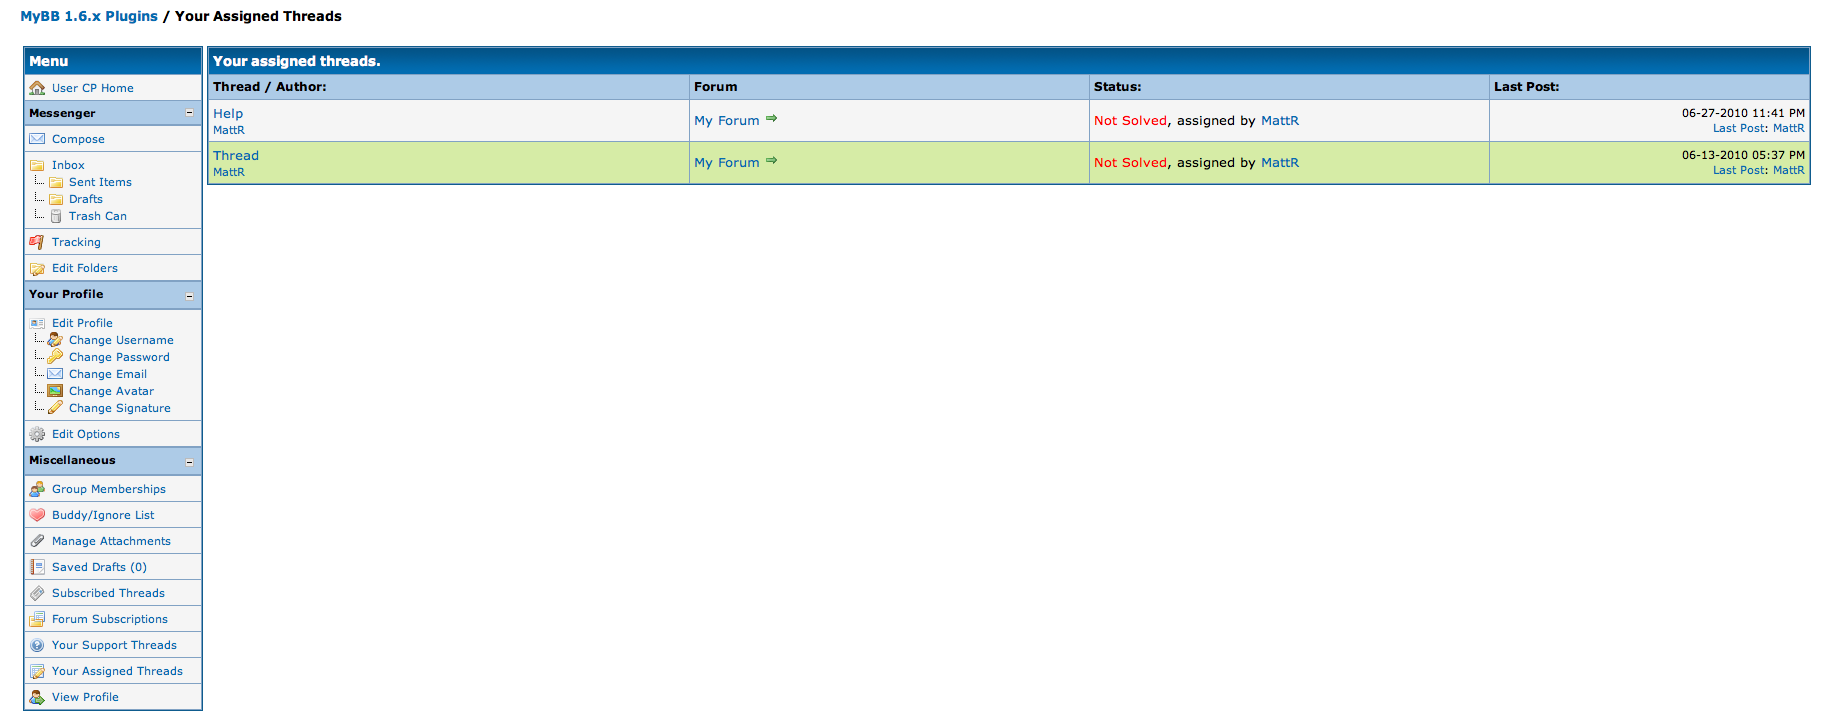 MyBB 1.6.x Plugins / Your Assigned Threads
Menu
User CP Home
Messenger
Compose
Inbox
Sent Items
Drafts
Trash Can
Tracking
Edit Folders
Your Profile
Edit Profile
Change Username
Change Password
Change Email
Change Avatar
Change Signature
Edit Options
Miscellaneous
Group Memberships
Buddy/Ignore List
Manage Attachments
Saved Drafts (0)
Subscribed Threads
Forum Subscriptions
Your Support Threads
Your Assigned Threads
View Profile
Your assigned threads.
Thread / Author: Forum Status: Last Post:
Help
MattR
My Forum
Not Solved, assigned by MattR
06-27-2010 11:41 PM
Last Post: MattR
Thread
MattR
My Forum
Not Solved, assigned by MattR
06-13-2010 05:37 PM
Last Post: MattR